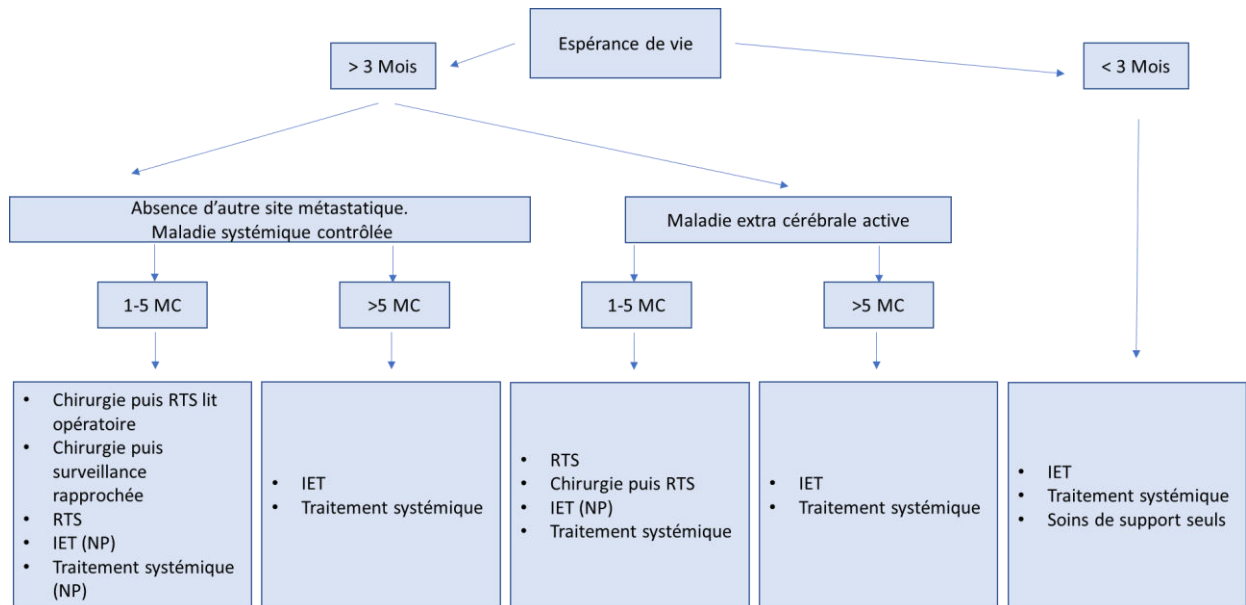 Espérance de vie
> 3 Mois
< 3 Mois
Absence d'autre site métastatique.
Maladie systémique contrôlée
Maladie extra cérébrale active
1-5 MC
>5 MC
1-5 MC
>5 MC
• Chirurgie puis RTS lit
opératoire
• Chirurgie puis
surveillance
rapprochée
• RTS
• IET (NP)
• Traitement systémique
(NP)
• IET
• Traitement systémique
• RTS
• Chirurgie puis RTS
• IET (NP)
• Traitement systémique
• IET
• Traitement systémique
• IET
• Traitement systémique
• Soins de support seuls